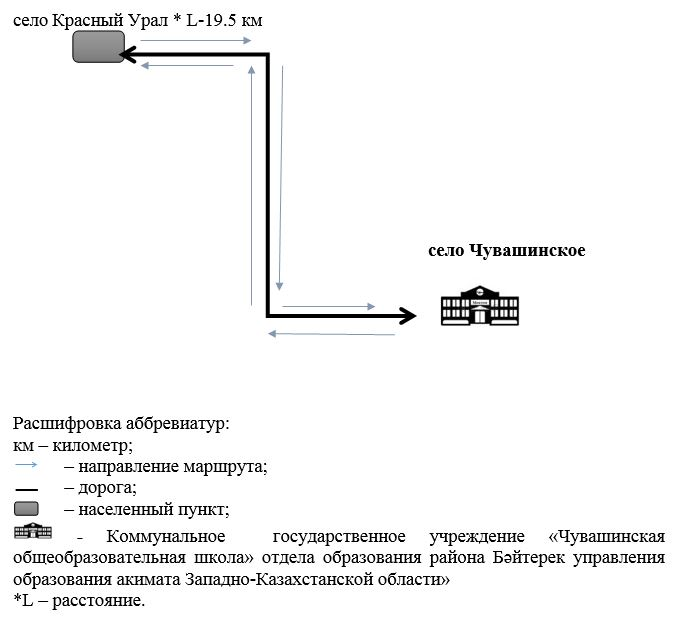 село Красный Урал * L-19.5 км
село Чувашинское
Расшифровка аббревиатур:
км – километр;
– направление маршрута;
– дорога;
– населенный пункт;
- Коммунальное государственное учреждение «Чувашинская
общеобразовательная школа» отдела образования района Бәйтерек управления
образования акимата Западно-Казахстанской области»
*L – расстояние.